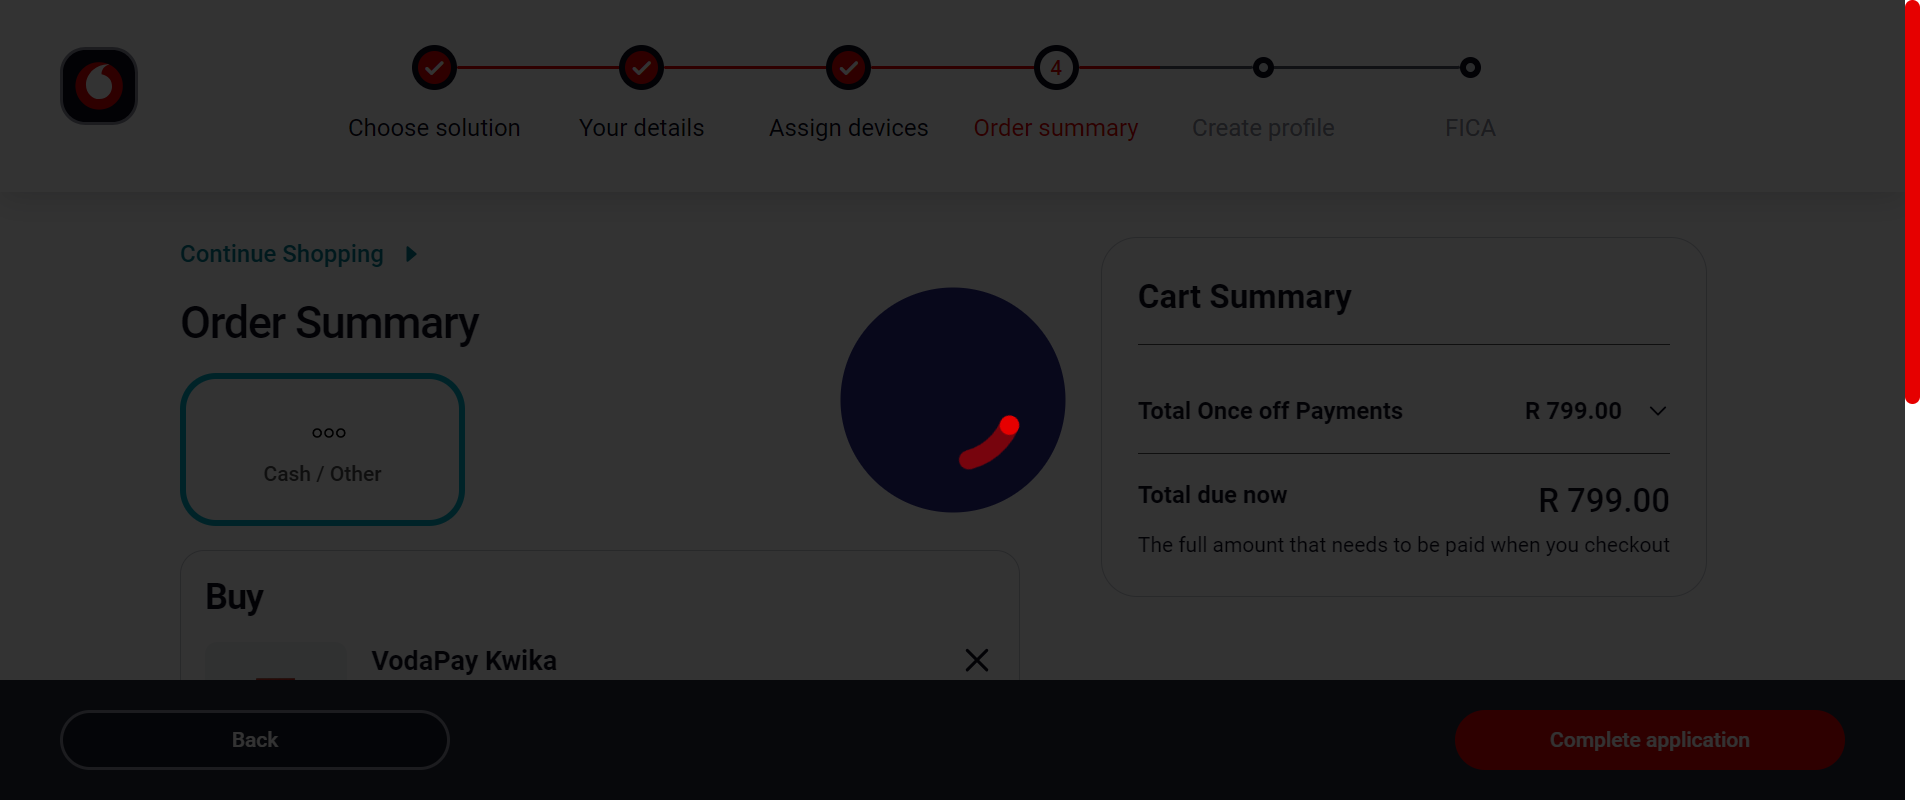 4
Choose solution
Your details
Assign devices
Order summary
Create profile
FICA
Continue Shopping
Order Summary
Cash / Other
Buy
VodaPay Kwika
Cart Summary
Total Once off Payments R 799.00
Total due now R 799.00
The full amount that needs to be paid when you checkout
Back
Complete application